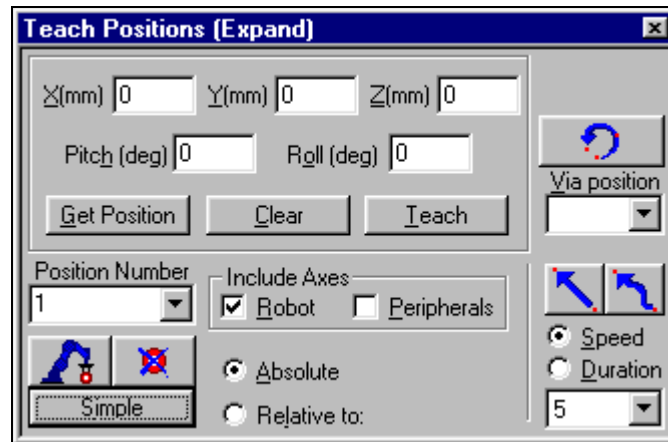 Teach Positions (Expand)
X(mm) 0 Y(mm) 0 Z(mm) 0
Pitch (deg) 0 Roll (deg) 0
Get Position Clear Teach
Via position
Position Number
1
Include Axes
Robot Peripherals
Simple
Absolute
Relative to:
Speed
Duration
5